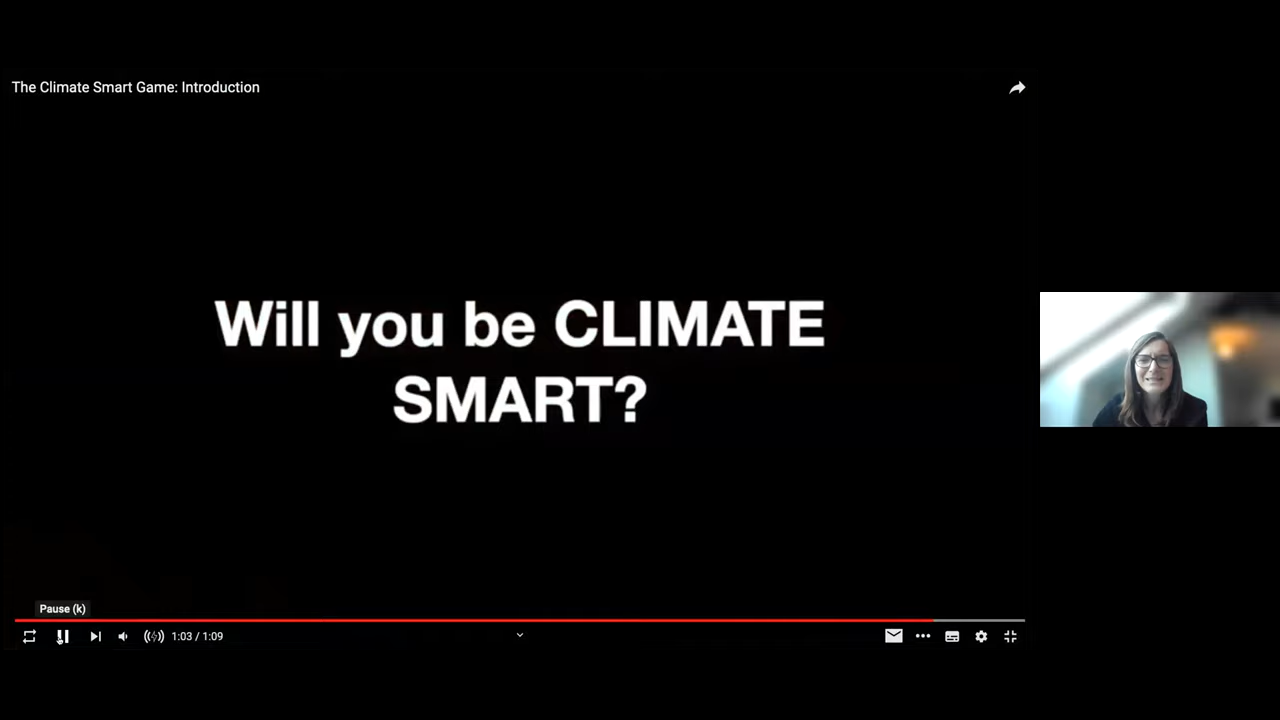 The Climate Smart Game: Introduction
Will you be CLIMATE
SMART?
Pause (k)
1:03 / 1:09